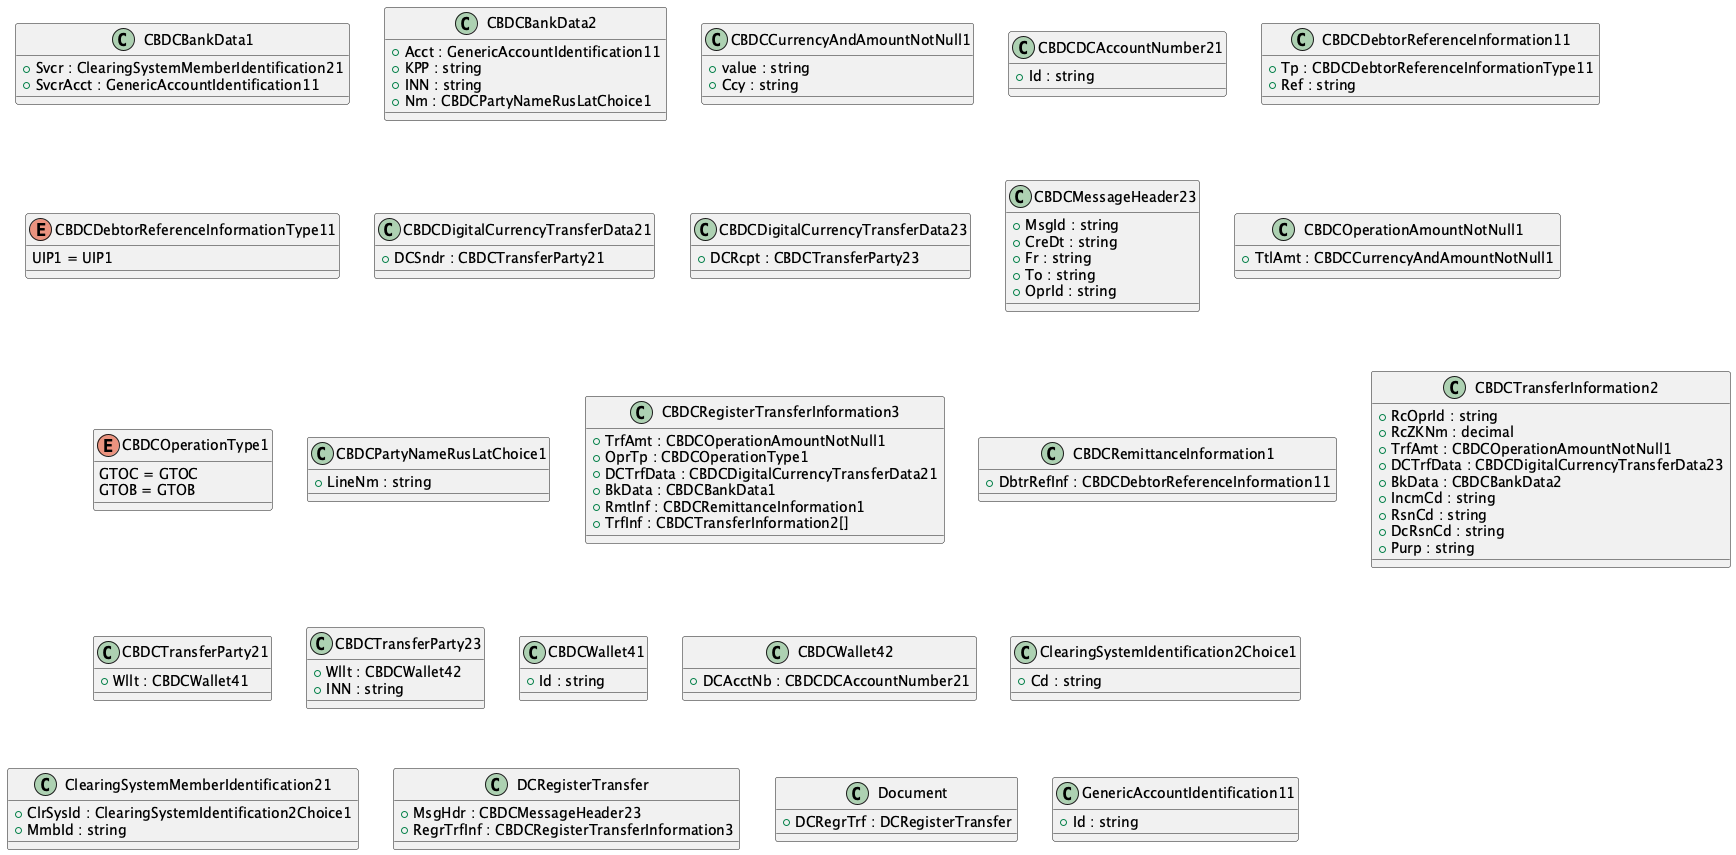 C CBDCBankData1
Svcr : ClearingSystemMemberIdentification21
SvcrAcct : GenericAccountIdentification11
C CBDCBankData2
Acct : GenericAccountIdentification11
KPP : string
INN : string
Nm : CBDCPartyNameRusLatChoice1
C CBDCCurrencyAndAmountNotNull1
value : string
Ccy : string
C CBDCDCAccountNumber21
Id : string
C CBDCDebtorReferenceInformation11
Tp : CBDCDebtorReferenceInformationType11
Ref : string
E CBDCDebtorReferenceInformationType11
UIP1 = UIP1
C CBDCDigitalCurrencyTransferData21
DCSndr : CBDCTransferParty21
C CBDCDigitalCurrencyTransferData23
DCRcpt : CBDCTransferParty23
C CBDCMessageHeader23
MsgId : string
CreDt : string
Fr : string
To : string
OprId : string
C CBDCOperationAmountNotNull1
TtlAmt : CBDCCurrencyAndAmountNotNull1
E CBDCOperationType1
GTOC = GTOC
GTOB = GTOB
C CBDCPartyNameRusLatChoice1
LineNm : string
C CBDCRegisterTransferInformation3
TrfAmt : CBDCOperationAmountNotNull1
OprTp : CBDCOperationType1
DCTrfData : CBDCDigitalCurrencyTransferData21
BkData : CBDCBankData1
RmtInf : CBDCRemittanceInformation1
TrfInf : CBDCTransferInformation2[]
C CBDCRemittanceInformation1
DbtrRefInf : CBDCDebtorReferenceInformation11
C CBDCTransferInformation2
RcOprId : string
RcZKNm : decimal
TrfAmt : CBDCOperationAmountNotNull1
DCTrfData : CBDCDigitalCurrencyTransferData23
BkData : CBDCBankData2
IncmCd : string
RsnCd : string
DcRsnCd : string
Purp : string
C CBDCTransferParty21
Wllt : CBDCWallet41
C CBDCTransferParty23
Wllt : CBDCWallet42
INN : string
C CBDCWallet41
Id : string
C CBDCWallet42
DCAcctNb : CBDCDCAccountNumber21
C ClearingSystemIdentification2Choice1
Cd : string
C ClearingSystemMemberIdentification21
ClrSysId : ClearingSystemIdentification2Choice1
MmbId : string
C DCRegisterTransfer
MsgHdr : CBDCMessageHeader23
RegrTrfInf : CBDCRegisterTransferInformation3
C Document
DCRegrTrf : DCRegisterTransfer
C GenericAccountIdentification11
Id : string